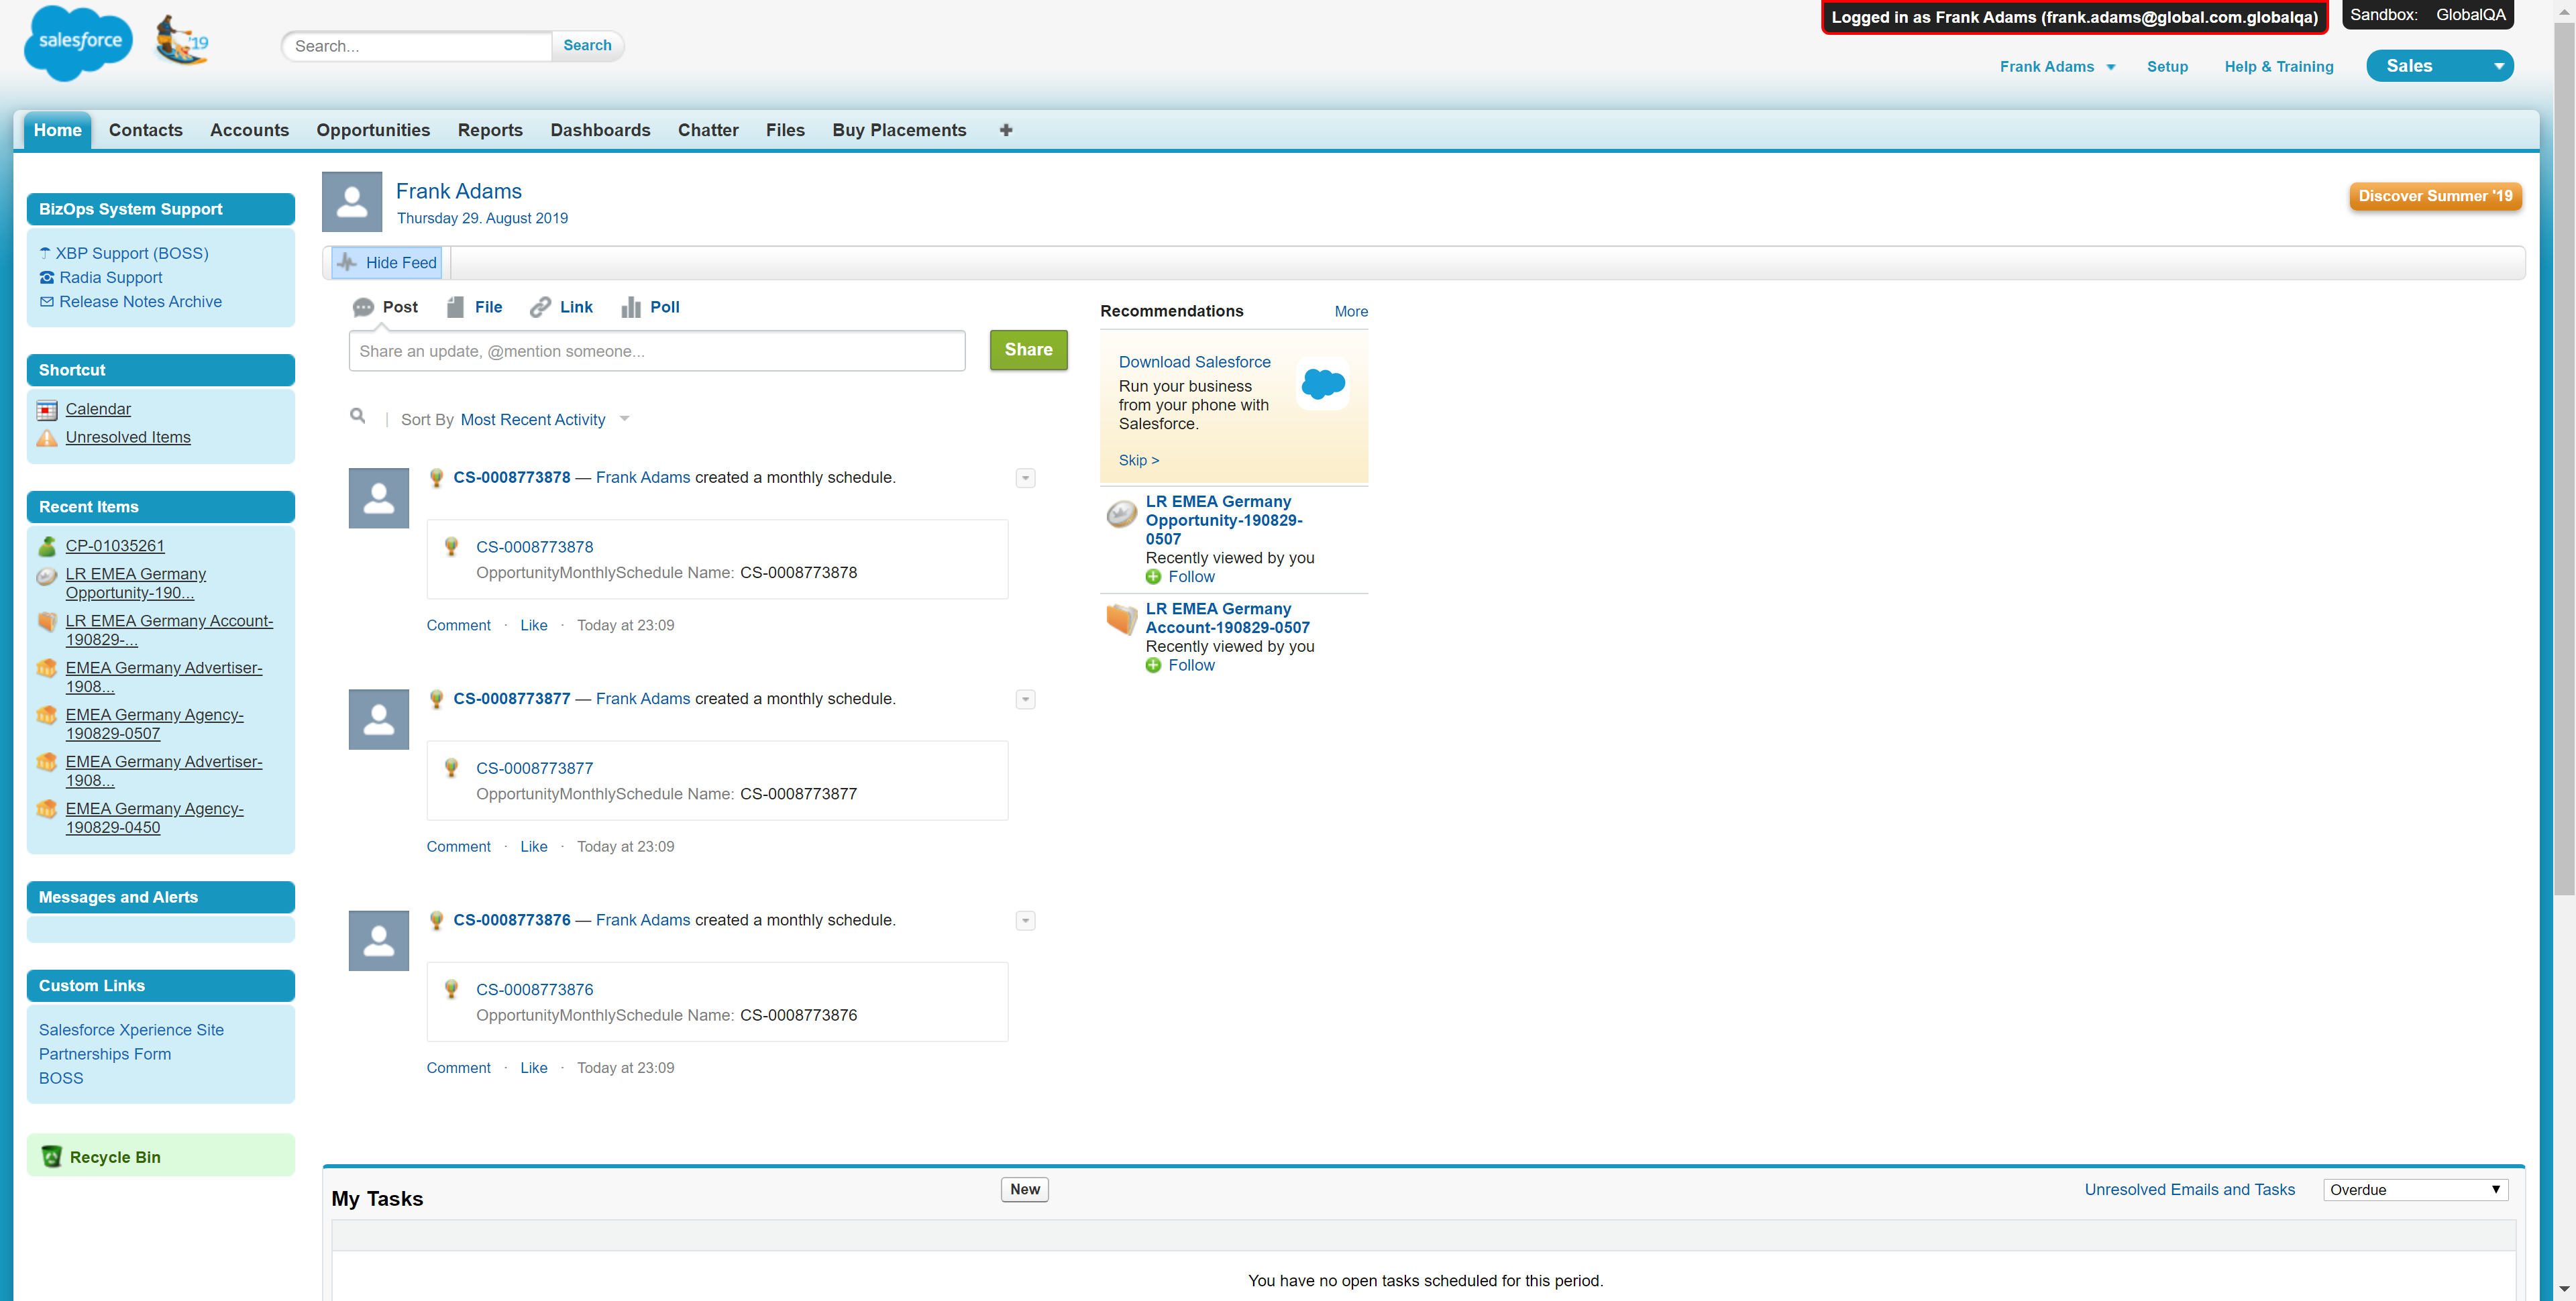 salesforce
'19
Search...
Search
Logged in as Frank Adams (frank.adams@global.com.globalqa)
Sandbox: GlobalQA
Frank Adams
Setup
Help & Training
Sales
Home
Contacts
Accounts
Opportunities
Reports
Dashboards
Chatter
Files
Buy Placements
BizOps System Support
XBP Support (BOSS)
Radia Support
Release Notes Archive
Shortcut
Calendar
Unresolved Items
Recent Items
CP-01035261
LR EMEA Germany
Opportunity-190...
LR EMEA Germany Account-
190829-...
EMEA Germany Advertiser-
1908...
EMEA Germany Agency-
190829-0507
EMEA Germany Advertiser-
1908...
EMEA Germany Agency-
190829-0450
Messages and Alerts
Custom Links
Salesforce Xperience Site
Partnerships Form
BOSS
Recycle Bin
Frank Adams
Thursday 29. August 2019
Discover Summer '19
Hide Feed
Post
File
Link
Poll
Share an update, @mention someone...
Share
Sort By Most Recent Activity
CS-0008773878 — Frank Adams created a monthly schedule.
CS-0008773878
OpportunityMonthlySchedule Name: CS-0008773878
Comment · Like · Today at 23:09
CS-0008773877 — Frank Adams created a monthly schedule.
CS-0008773877
OpportunityMonthlySchedule Name: CS-0008773877
Comment · Like · Today at 23:09
CS-0008773876 — Frank Adams created a monthly schedule.
CS-0008773876
OpportunityMonthlySchedule Name: CS-0008773876
Comment · Like · Today at 23:09
Recommendations
More
Download Salesforce
Run your business
from your phone with
Salesforce.
Skip >
LR EMEA Germany
Opportunity-190829-
0507
Recently viewed by you
Follow
LR EMEA Germany
Account-190829-0507
Recently viewed by you
Follow
My Tasks
New
Unresolved Emails and Tasks
Overdue
You have no open tasks scheduled for this period.